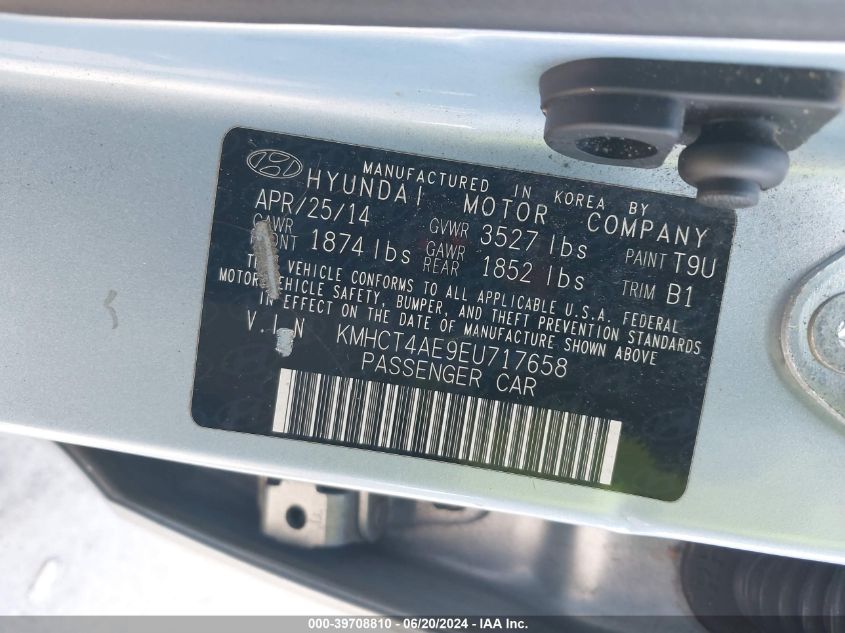 MANUFACTURED IN KOREA BY
HYUNDAI MOTOR COMPANY
APR/25/14 GVWR 3527 lbs PAINT T9U
GAWR 1874 lbs GAWR REAR 1852 lbs TRIM B1
VEHICLE CONFORMS TO ALL APPLICABLE U.S.A. FEDERAL
MOTOR VEHICLE SAFETY, BUMPER, AND THEFT PREVENTION STANDARDS
IN EFFECT ON THE DATE OF MANUFACTURE SHOWN ABOVE
V.I.N KMHCT4AE9EU717658
PASSENGER CAR
000-39708810 - 06/20/2024 - IAA Inc.